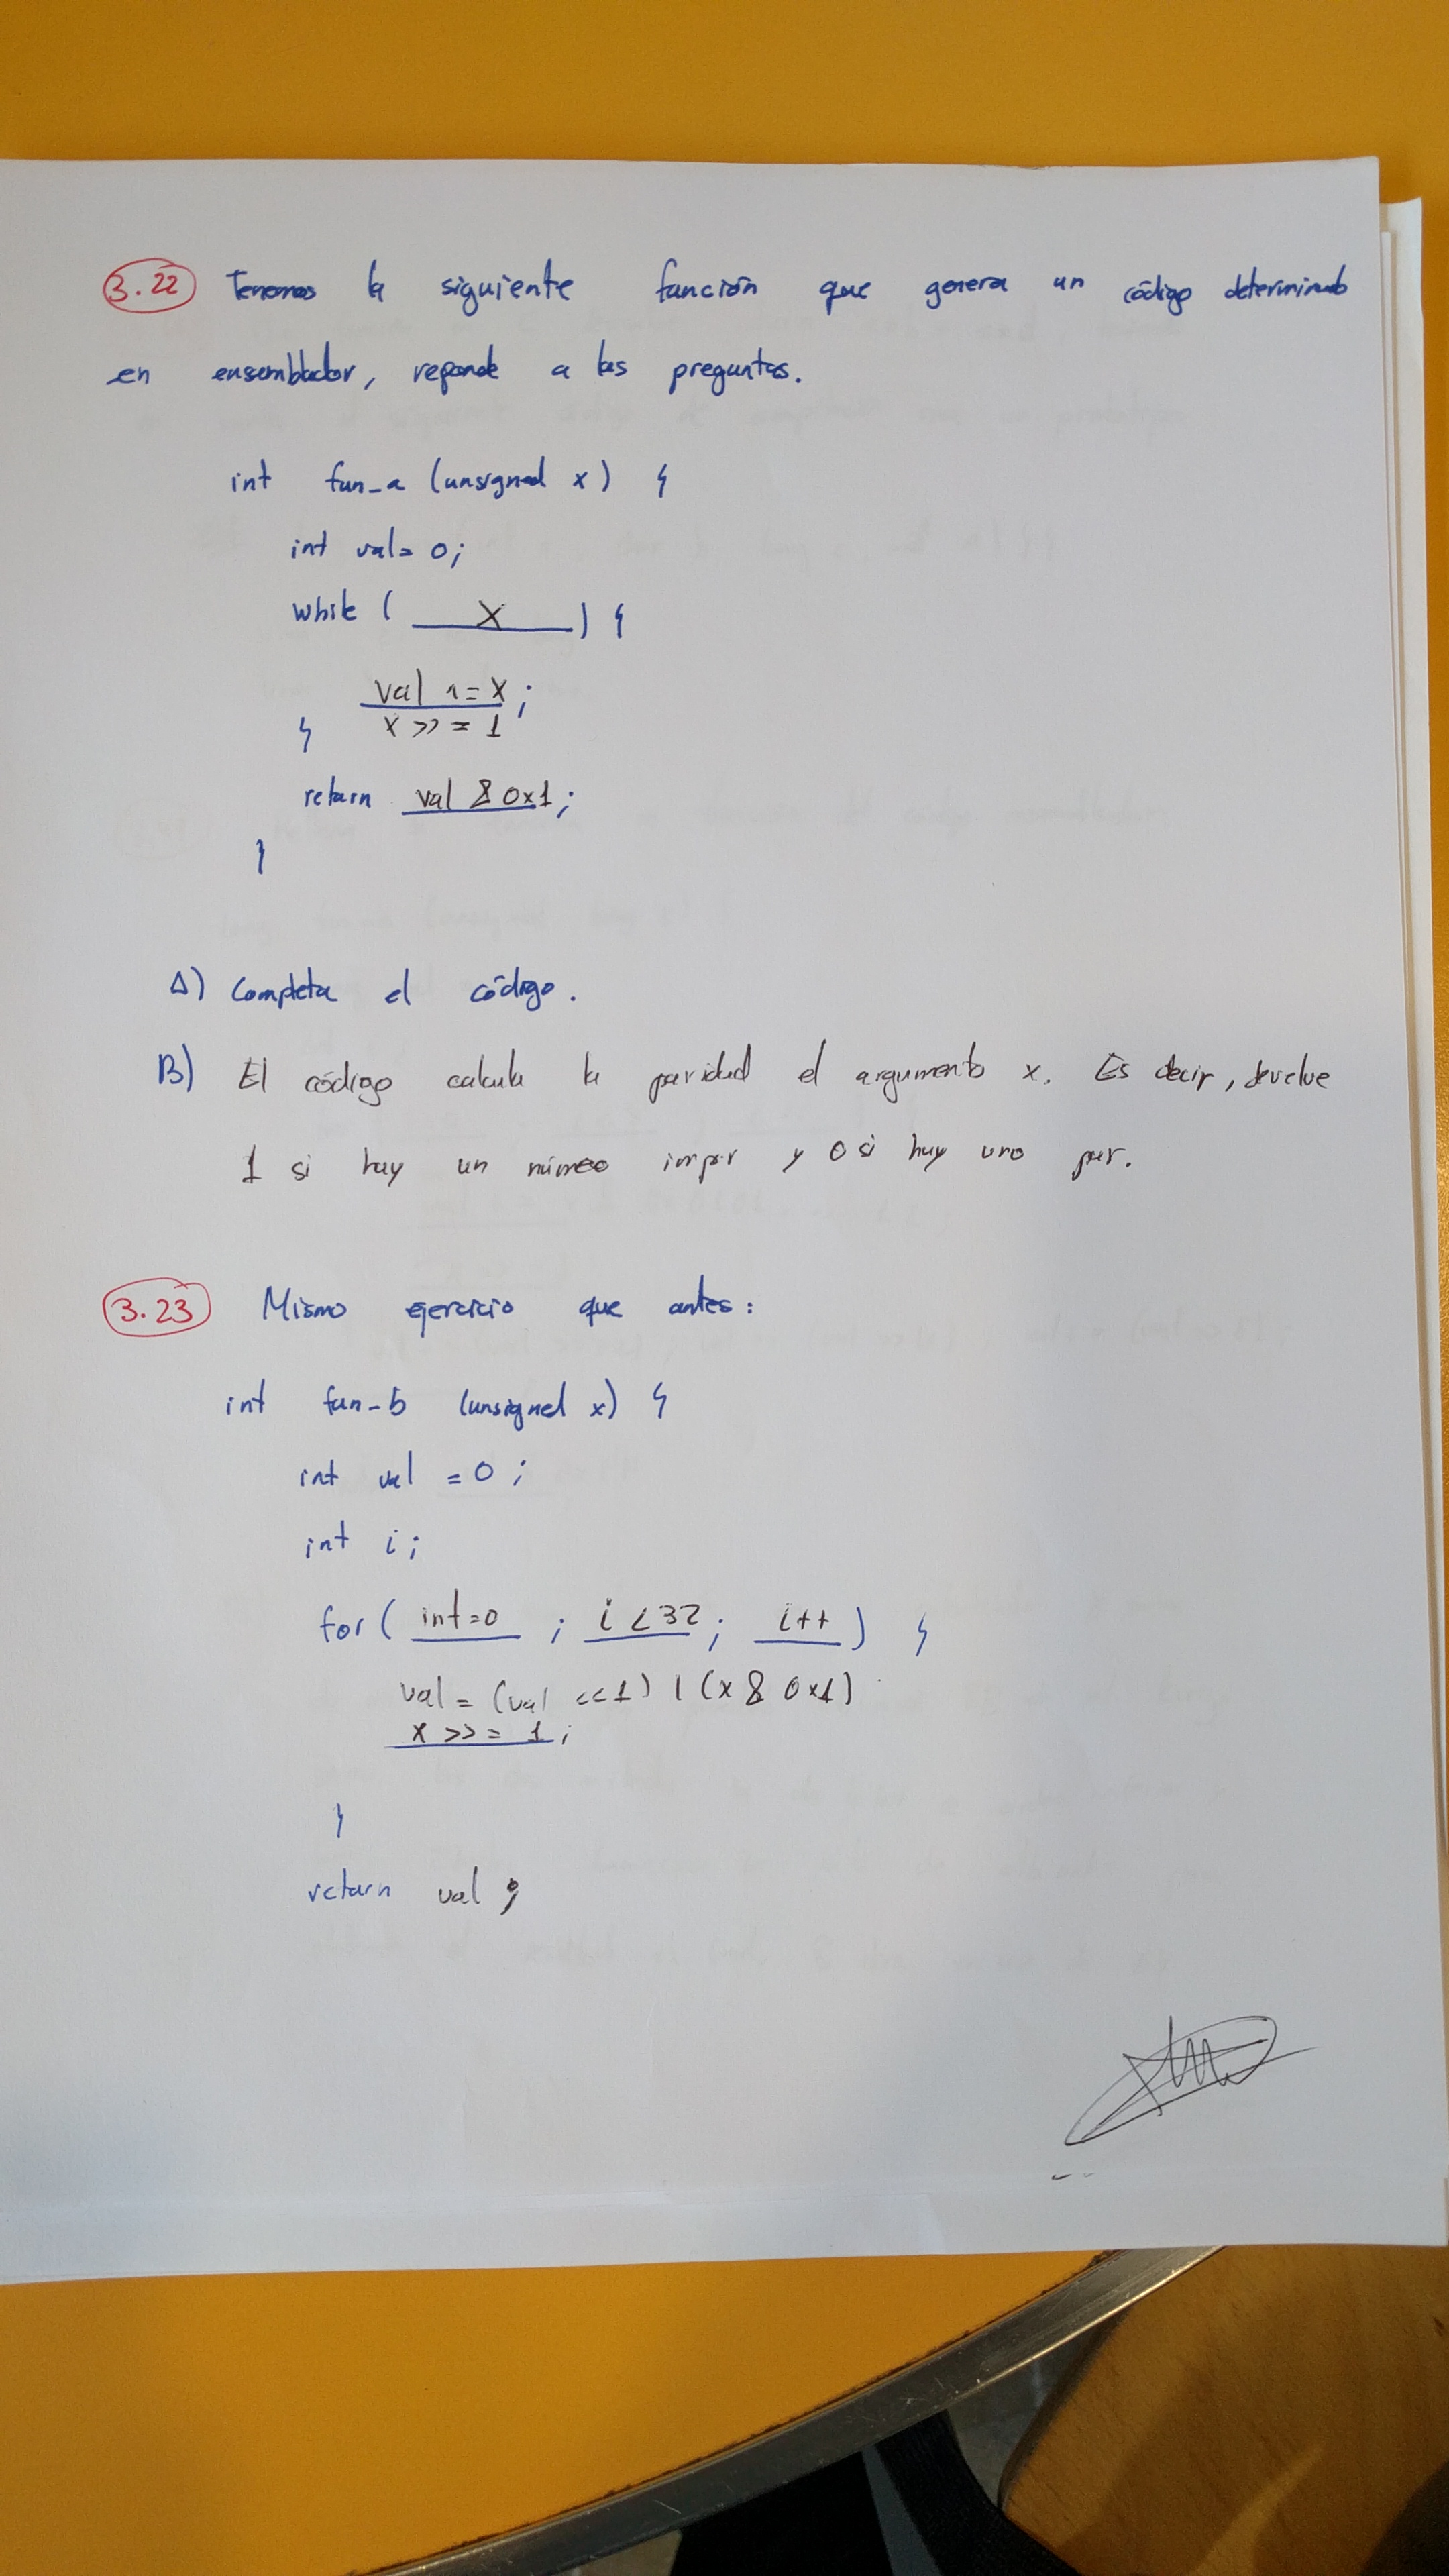 3.22 Tenemos la siguiente función que genera un código determinado
en ensamblador, reponde a las preguntas.
int fun_a (unsigned x) {
int val= 0;
while ( x ) {
val ^= x;
x >>= 1
}
return val & 0x1;
}
A) Completa el código.
B) El código calcula la paridad el argumento x. Es decir, devuelve
1 si hay un número impar y 0 si hay uno par.
3.23 Mismo ejercicio que antes:
int fun-b (unsigned x) {
int val = 0;
int i;
for ( int=0 ; i<32; i++ ) {
val = (val <<1) | (x & 0x1)
x >>= 1;
}
return val;